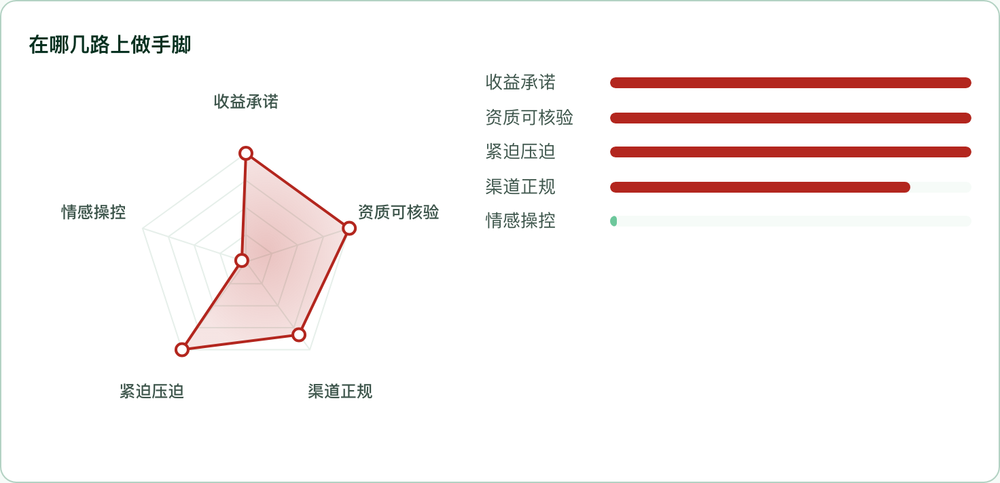 在哪几路上做手脚
收益承诺
情感操控
资质可核验
紧迫压迫
渠道正规
收益承诺
资质可核验
紧迫压迫
渠道正规
情感操控